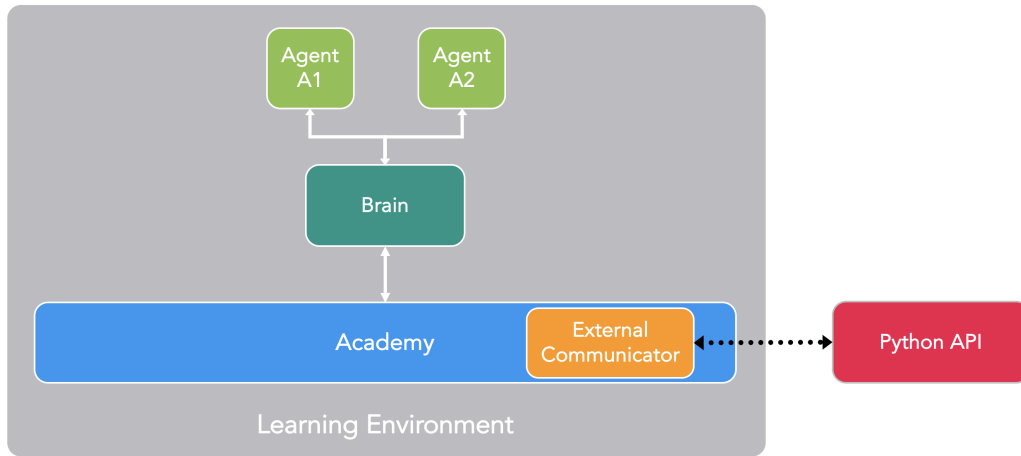 Agent
A1
Agent
A2
Brain
Academy
External
Communicator
Python API
Learning Environment